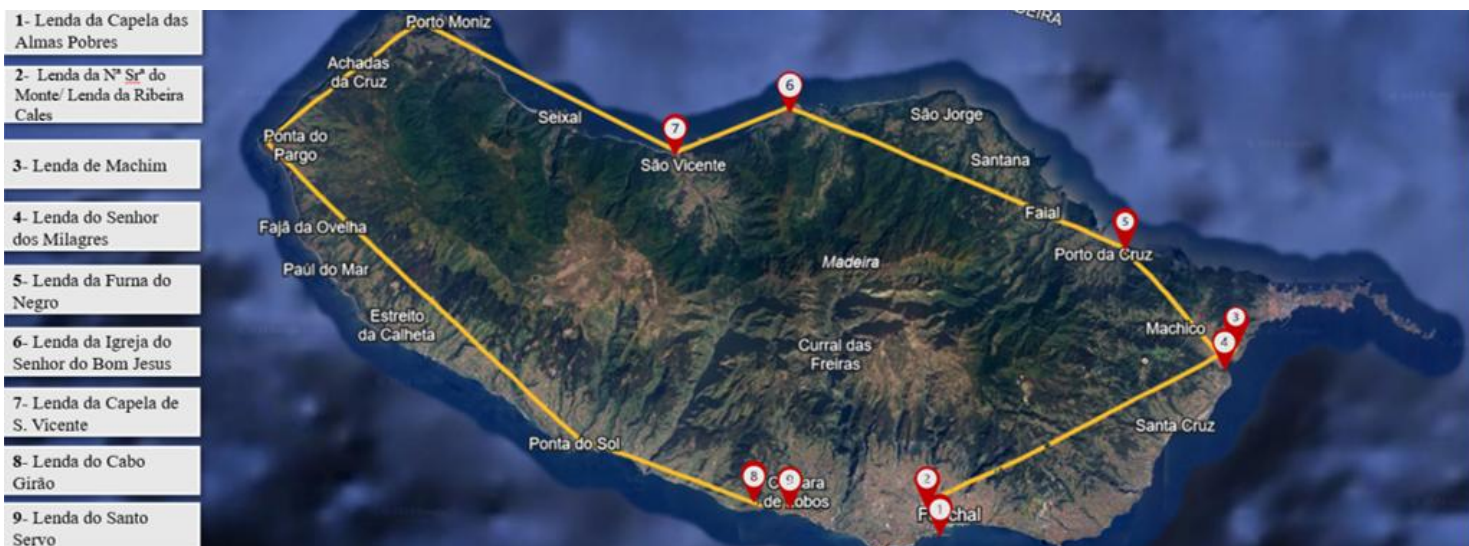 1- Lenda da Capela das
Almas Pobres
2- Lenda da Nª Srª do
Monte/ Lenda da Ribeira
Cales
3- Lenda de Machim
4- Lenda do Senhor
dos Milagres
5- Lenda da Furna do
Negro
6- Lenda da Igreja do
Senhor do Bom Jesus
7- Lenda da Capela de
S. Vicente
8- Lenda do Cabo
Girão
9- Lenda do Santo
Servo
Porto Moniz
Achadas
da Cruz
Seixal
6
São Jorge
7
Ponta do
Pargo
São Vicente
Santana
Faial
5
Fajã da Ovelha
Porto da Cruz
Madeira
Paúl do Mar
Estreito
da Calheta
3
Machico
4
Curral das
Freiras
Santa Cruz
Ponta do Sol
8
9
de Lobos
2
1